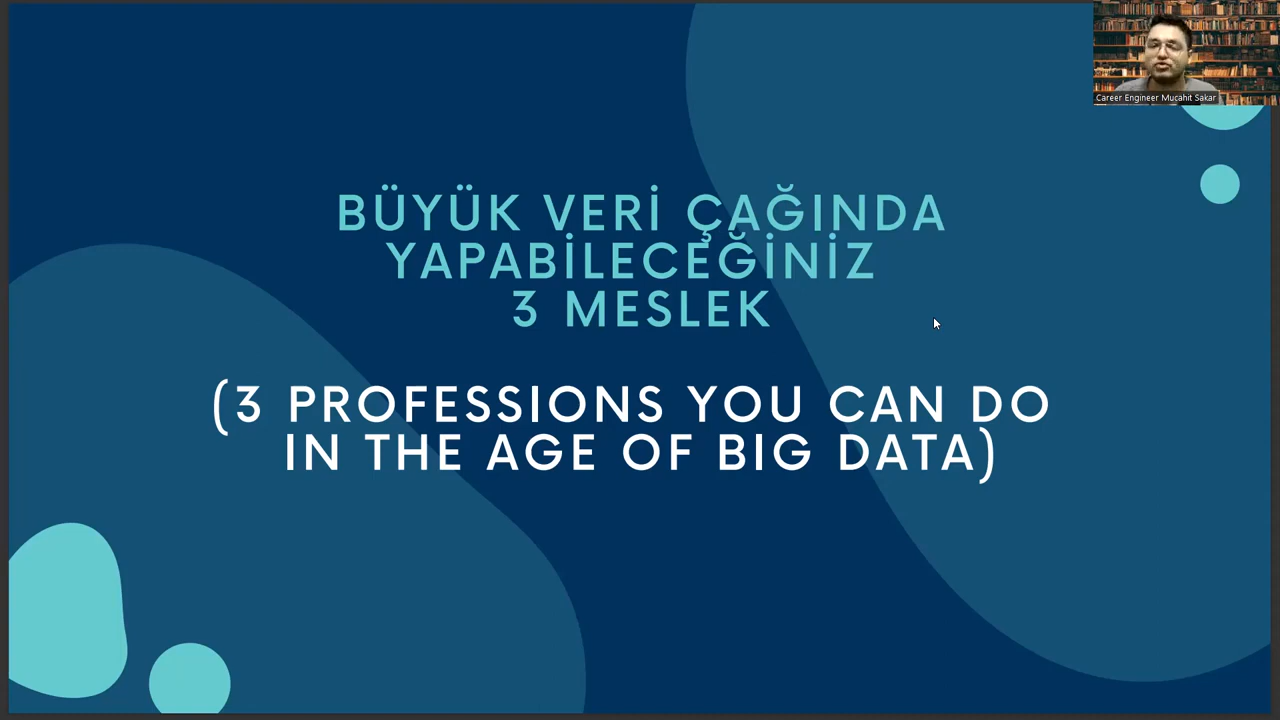 Career Engineer Mucahit Sakar
BÜYÜK VERİ ÇAĞINDA
YAPABİLECEĞİNİZ
3 MESLEK
(3 PROFESSIONS YOU CAN DO
IN THE AGE OF BIG DATA)